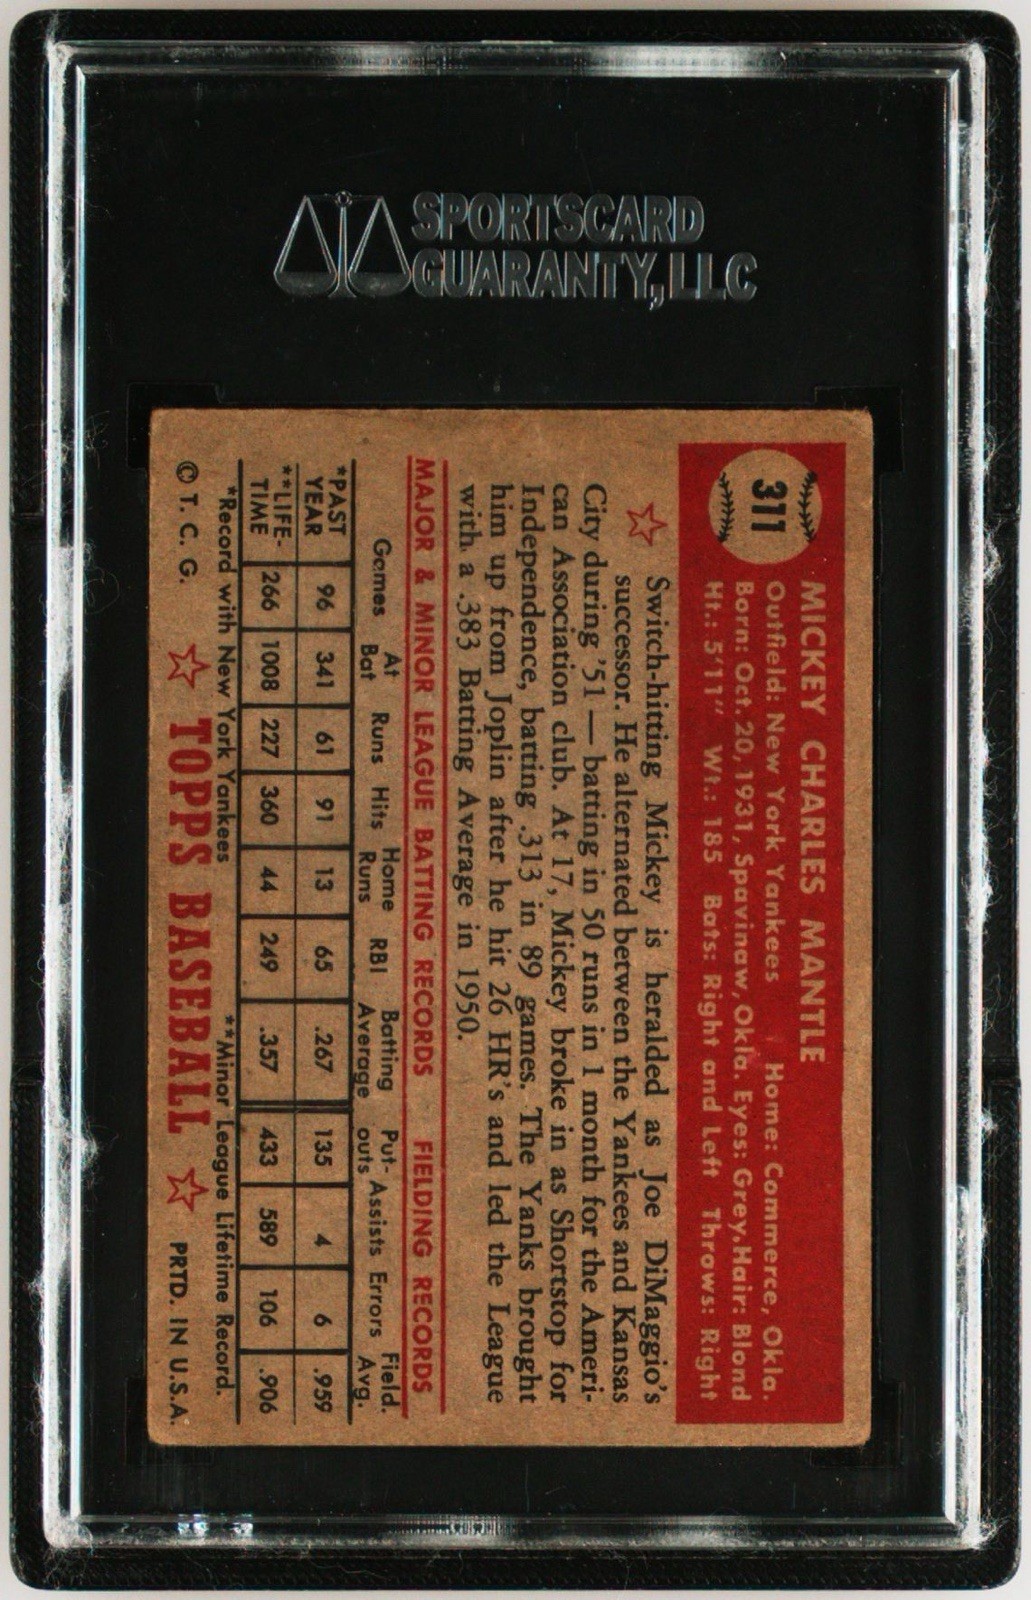 SPORTSCARD
GUARANTY, LLC
311
MICKEY CHARLES MANTLE
Outfield: New York Yankees Home: Commerce, Okla.
Born: Oct. 20, 1931, Spavinaw, Okla. Eyes: Grey, Hair: Blond
Ht.: 5'11" Wt.: 185 Bats: Right and Left Throws: Right
Switch-hitting Mickey is heralded as Joe DiMaggio's
successor. He alternated between the Yankees and Kansas
City during '51—batting in 50 runs in 1 month for the Ameri-
can Association club. At 17, Mickey broke in as Shortstop for
Independence, batting .313 in 89 games. The Yanks brought
him up from Joplin after he hit 26 HR's and led the League
with a .383 Batting Average in 1950.
MAJOR & MINOR LEAGUE BATTING RECORDS FIELDING RECORDS
Games At Bat Runs Hits Home Runs RBI Batting Average Put-outs Assists Errors Field. Avg.
*PAST YEAR 96 341 61 91 13 65 .267 135 4 6 .959
**LIFE-TIME 266 1008 227 360 44 249 .357 433 589 106 .906
*Record with New York Yankees **Minor League Lifetime Record.
© T. C. G. TOPPS BASEBALL PRTD. IN U.S.A.